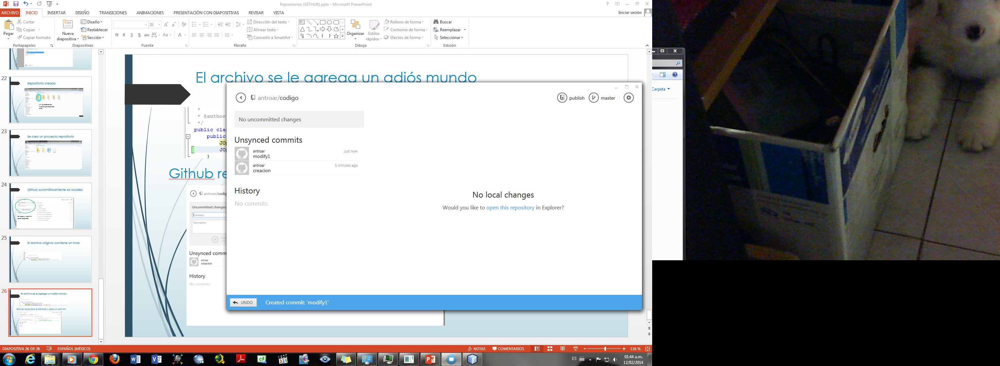 Repositorios (GITHUB).pptx - Microsoft PowerPoint
ARCHIVO INICIO INSERTAR DISEÑO TRANSICIONES ANIMACIONES PRESENTACIÓN CON DIAPOSITIVAS REVISAR VISTA
Iniciar sesión
Pegar
Cortar
Copiar
Copiar formato
Portapapeles
Nueva diapositiva
Diseño
Restablecer
Sección
Diapositivas
26
N K S S abc AV Aa A
Fuente
Dirección del texto
Alinear texto
Convertir a SmartArt
Párrafo
Organizar
Estilos rápidos
Relleno de forma
Contorno de forma
Efectos de forma
Dibujo
Buscar
Reemplazar
Seleccionar
Edición
22
Repositorio creado
23
Se creo un proyecto repositorio
24
Github automáticamente los localiza
25
El archivo original contiene un hola
26
El archivo se le agrega un adiós mundo
Github reconoce el cambio y pide un commit
El archivo se le agrega un adiós mundo
*
* @author
*/
public clas
public
JOp
JOp
}
Github re
antroar/codig
Uncommitted changes
Summary
Description
Unsynced comm
antroar
creacion
History
No commits
antroar/codigo
publish
master
No uncommitted changes
Unsynced commits
antroar just now
modify1
antroar 5 minutes ago
creacion
History
No commits
No local changes
Would you like to open this repository in Explorer?
UNDO
Created commit: 'modify1'
Carpeta
DIAPOSITIVA 26 DE 26 ESPAÑOL (MÉXICO)
NOTAS COMENTARIOS 116 %
ES
01:44 a.m.
12/02/2014